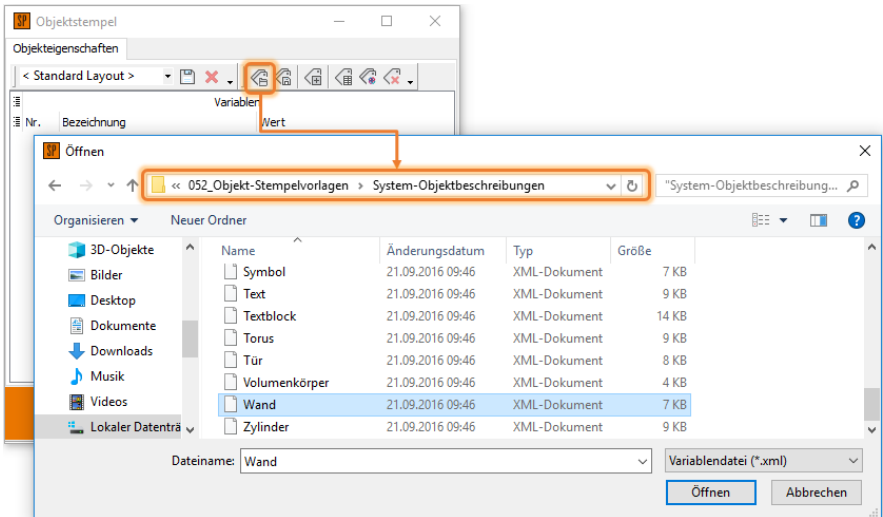 SP Objektstempel
Objekteigenschaften
< Standard Layout >
Variablen
Nr. Bezeichnung Wert
SP Öffnen
« 052_Objekt-Stempelvorlagen › System-Objektbeschreibungen "System-Objektbeschreibung...
Organisieren Neuer Ordner
3D-Objekte
Bilder
Desktop
Dokumente
Downloads
Musik
Videos
Lokaler Datenträ
Name Änderungsdatum Typ Größe
Symbol 21.09.2016 09:46 XML-Dokument 7 KB
Text 21.09.2016 09:46 XML-Dokument 9 KB
Textblock 21.09.2016 09:46 XML-Dokument 14 KB
Torus 21.09.2016 09:46 XML-Dokument 9 KB
Tür 21.09.2016 09:46 XML-Dokument 8 KB
Volumenkörper 21.09.2016 09:46 XML-Dokument 4 KB
Wand 21.09.2016 09:46 XML-Dokument 7 KB
Zylinder 21.09.2016 09:46 XML-Dokument 9 KB
Dateiname: Wand Variablendatei (*.xml)
Öffnen Abbrechen